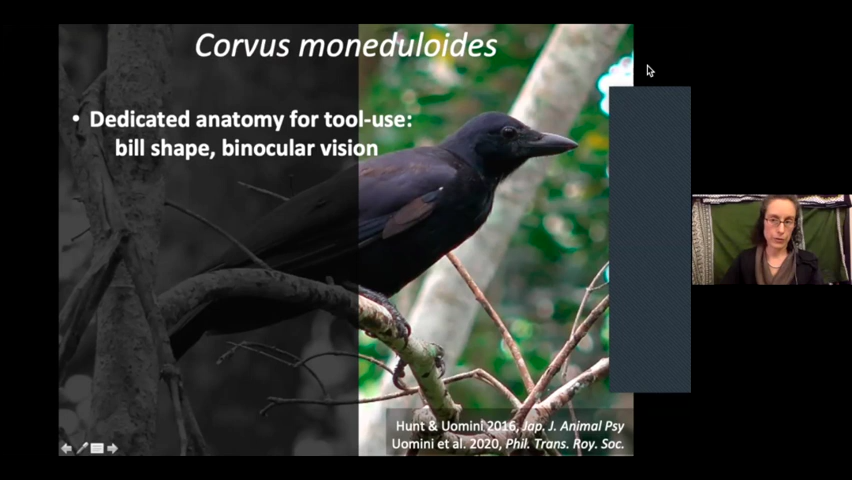 Corvus moneduloides
• Dedicated anatomy for tool-use:
bill shape, binocular vision
Hunt & Uomini 2016, Jap. J. Animal Psy
Uomini et al. 2020, Phil. Trans. Roy. Soc.